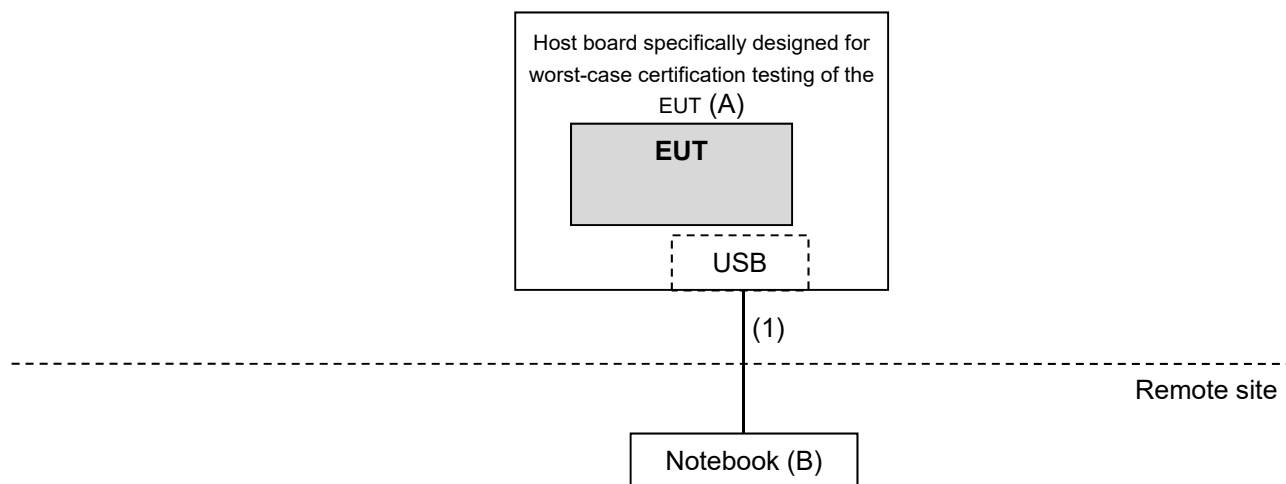 Host board specifically designed for
worst-case certification testing of the
EUT (A)
EUT
USB
(1)
Remote site
Notebook (B)